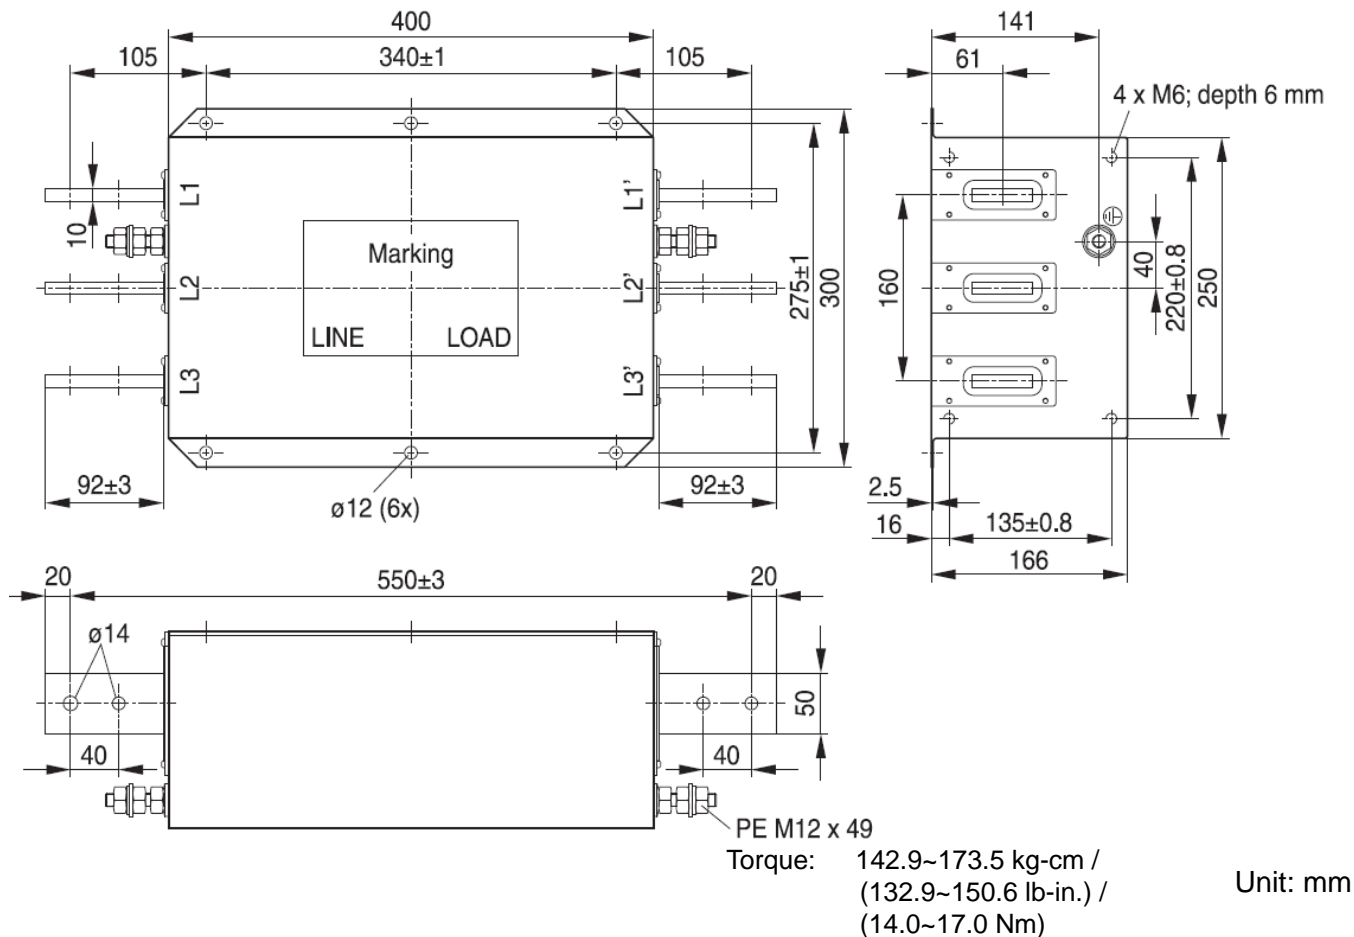 400
105
340±1
105
141
61
4 x M6; depth 6 mm
L1
L1’
10
Marking
L2
L2’
LINE LOAD
L3
L3’
275±1
300
160
40
220±0.8
250
92±3
ø12 (6x)
92±3
2.5
16
135±0.8
166
20
550±3
20
ø14
50
40
40
PE M12 x 49
Torque: 142.9~173.5 kg-cm /
(132.9~150.6 lb-in.) /
(14.0~17.0 Nm)
Unit: mm